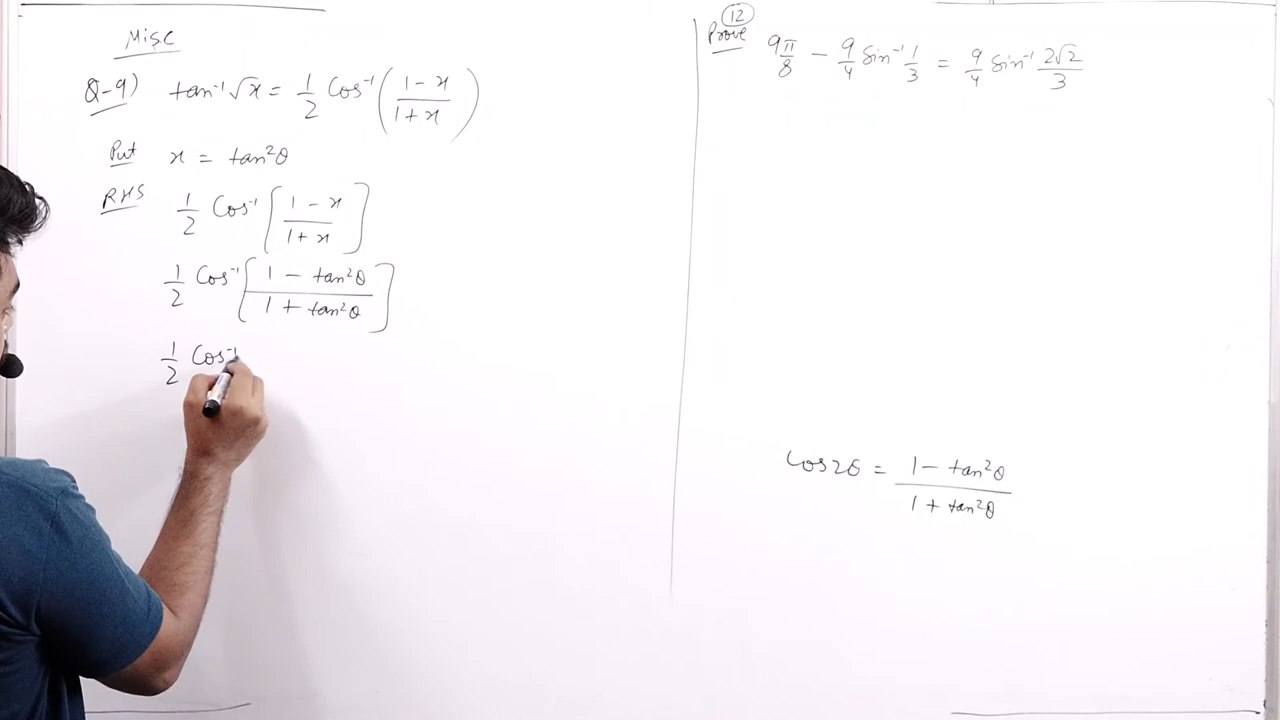 Misc
Q-9) tan⁻¹√x = 1/2 Cos⁻¹((1-x)/(1+x))
Put x = tan²θ
RHS 1/2 Cos⁻¹[(1-x)/(1+x)]
1/2 Cos⁻¹[(1 - tan²θ)/(1 + tan²θ)]
1/2 Cos⁻¹
12
Prove 9π/8 - 9/4 Sin⁻¹ 1/3 = 9/4 Sin⁻¹ 2√2/3
Cos2θ = (1 - tan²θ)/(1 + tan²θ)